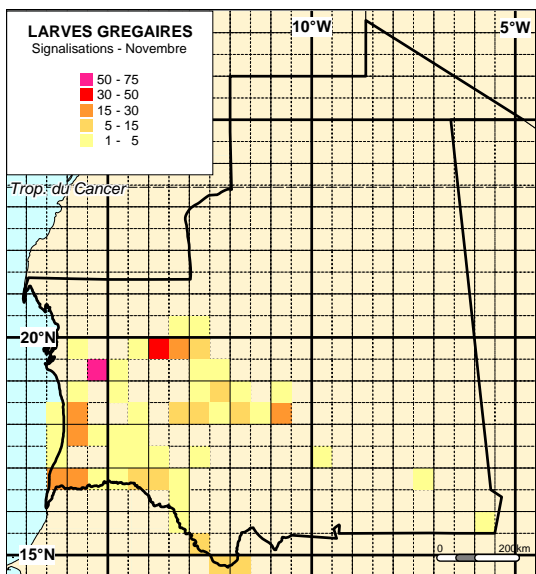 LARVES GREGAIRES
Signalisations - Novembre
50 - 75
30 - 50
15 - 30
5 - 15
1 - 5
10°W
5°W
Trop. du Cancer
20°N
15°N
0 200km